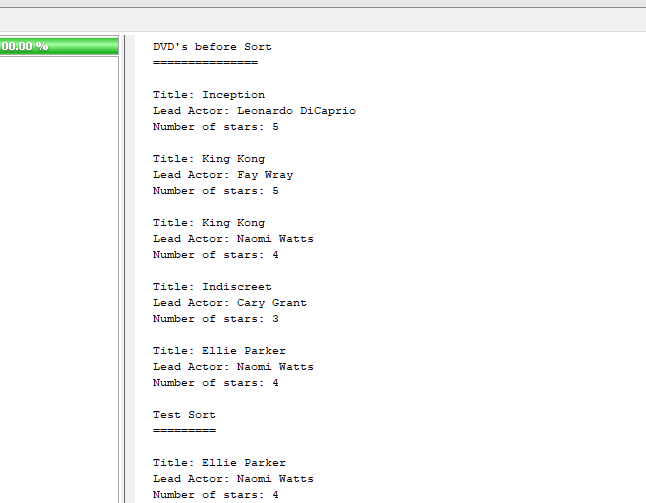 00.00 %
DVD's before Sort
===============
Title: Inception
Lead Actor: Leonardo DiCaprio
Number of stars: 5
Title: King Kong
Lead Actor: Fay Wray
Number of stars: 5
Title: King Kong
Lead Actor: Naomi Watts
Number of stars: 4
Title: Indiscreet
Lead Actor: Cary Grant
Number of stars: 3
Title: Ellie Parker
Lead Actor: Naomi Watts
Number of stars: 4
Test Sort
=========
Title: Ellie Parker
Lead Actor: Naomi Watts
Number of stars: 4